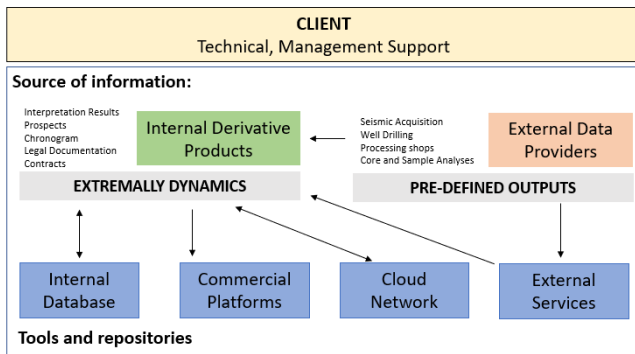 CLIENT
Technical, Management Support
Source of information:
Interpretation Results
Prospects
Chronogram
Legal Documentation
Contracts
Internal Derivative
Products
Seismic Acquisition
Well Drilling
Processing shops
Core and Sample Analyses
External Data
Providers
EXTREMALLY DYNAMICS
PRE-DEFINED OUTPUTS
Internal
Database
Commercial
Platforms
Cloud
Network
External
Services
Tools and repositories